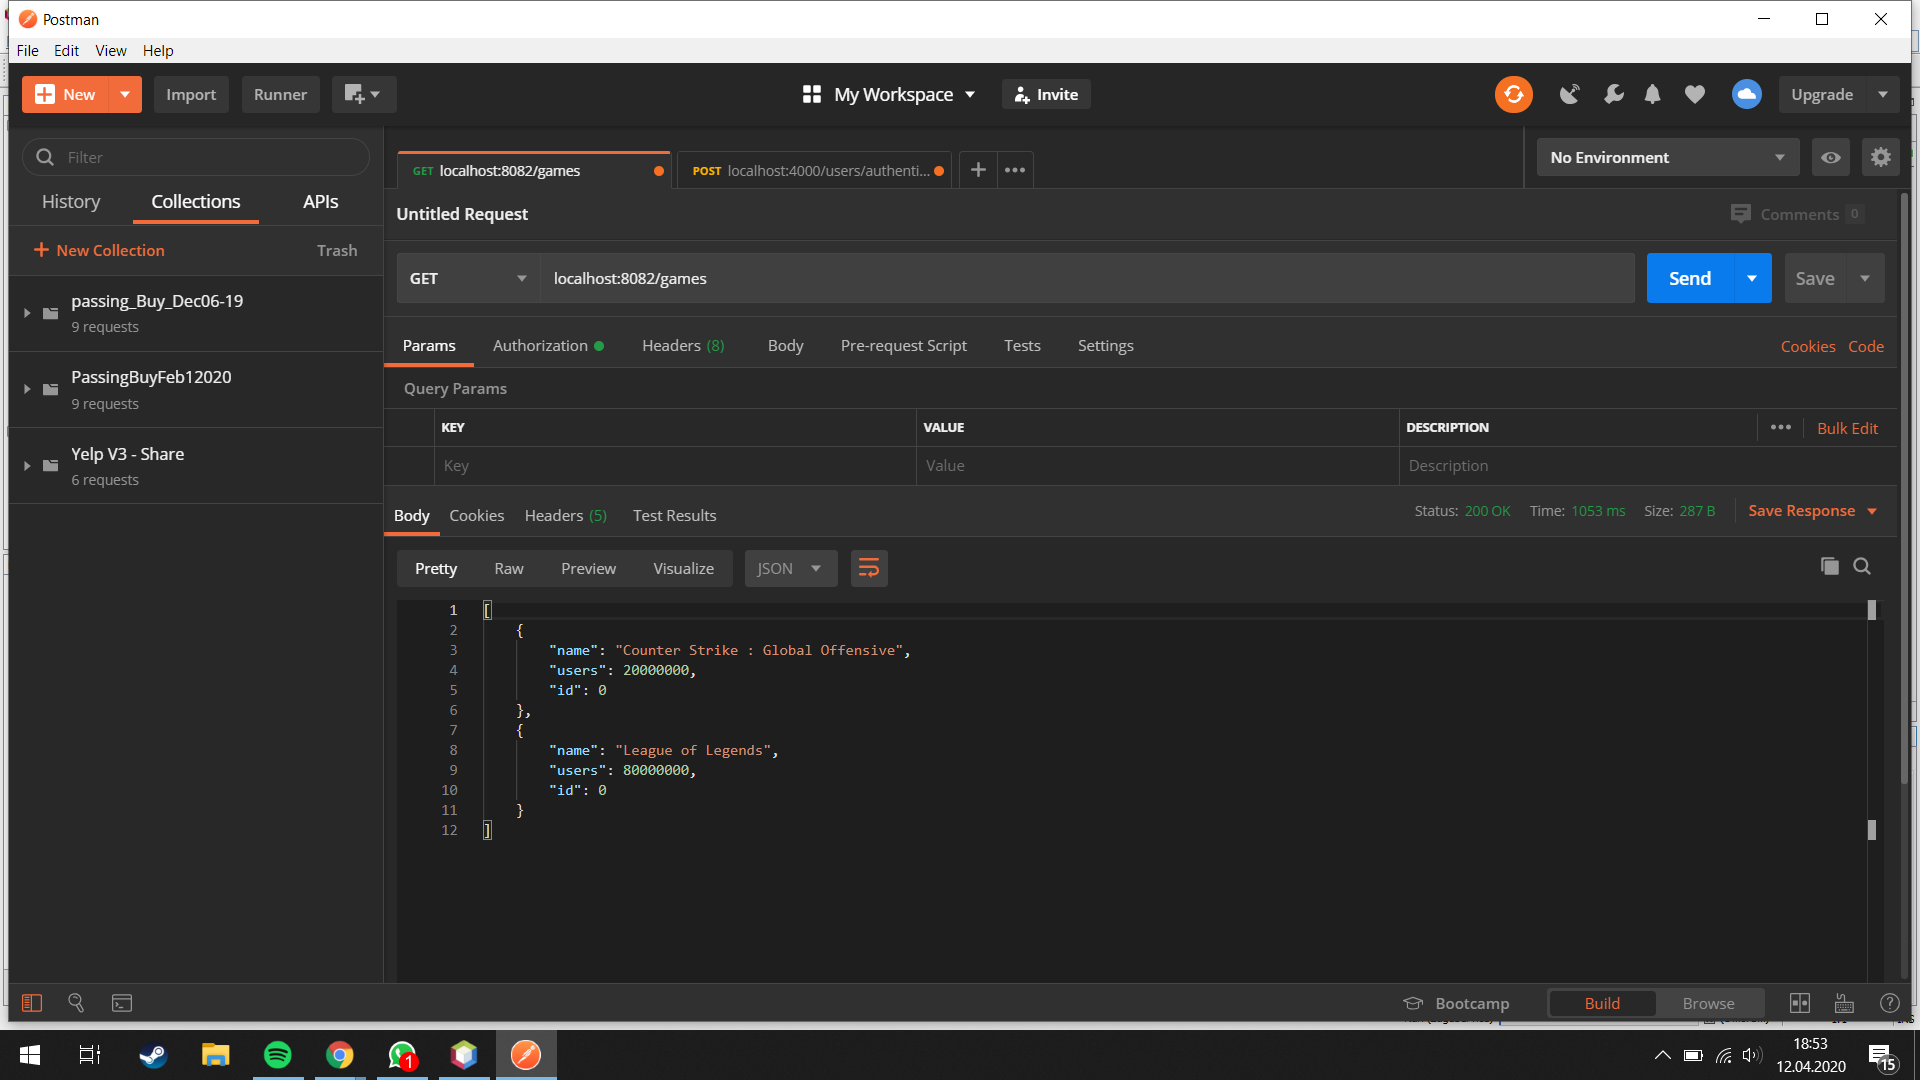 Postman
File Edit View Help
New Import Runner My Workspace Invite Upgrade
Filter
History Collections APIs
New Collection Trash
passing_Buy_Dec06-19
9 requests
PassingBuyFeb12020
9 requests
Yelp V3 - Share
6 requests
GET localhost:8082/games POST localhost:4000/users/authenti... No Environment
Untitled Request Comments 0
GET localhost:8082/games Send Save
Params Authorization Headers (8) Body Pre-request Script Tests Settings Cookies Code
Query Params
KEY VALUE DESCRIPTION Bulk Edit
Key Value Description
Body Cookies Headers (5) Test Results Status: 200 OK Time: 1053 ms Size: 287 B Save Response
Pretty Raw Preview Visualize JSON
1 [
2 {
3 "name": "Counter Strike : Global Offensive",
4 "users": 20000000,
5 "id": 0
6 },
7 {
8 "name": "League of Legends",
9 "users": 80000000,
10 "id": 0
11 }
12 ]
Bootcamp Build Browse
1
18:53
12.04.2020
15